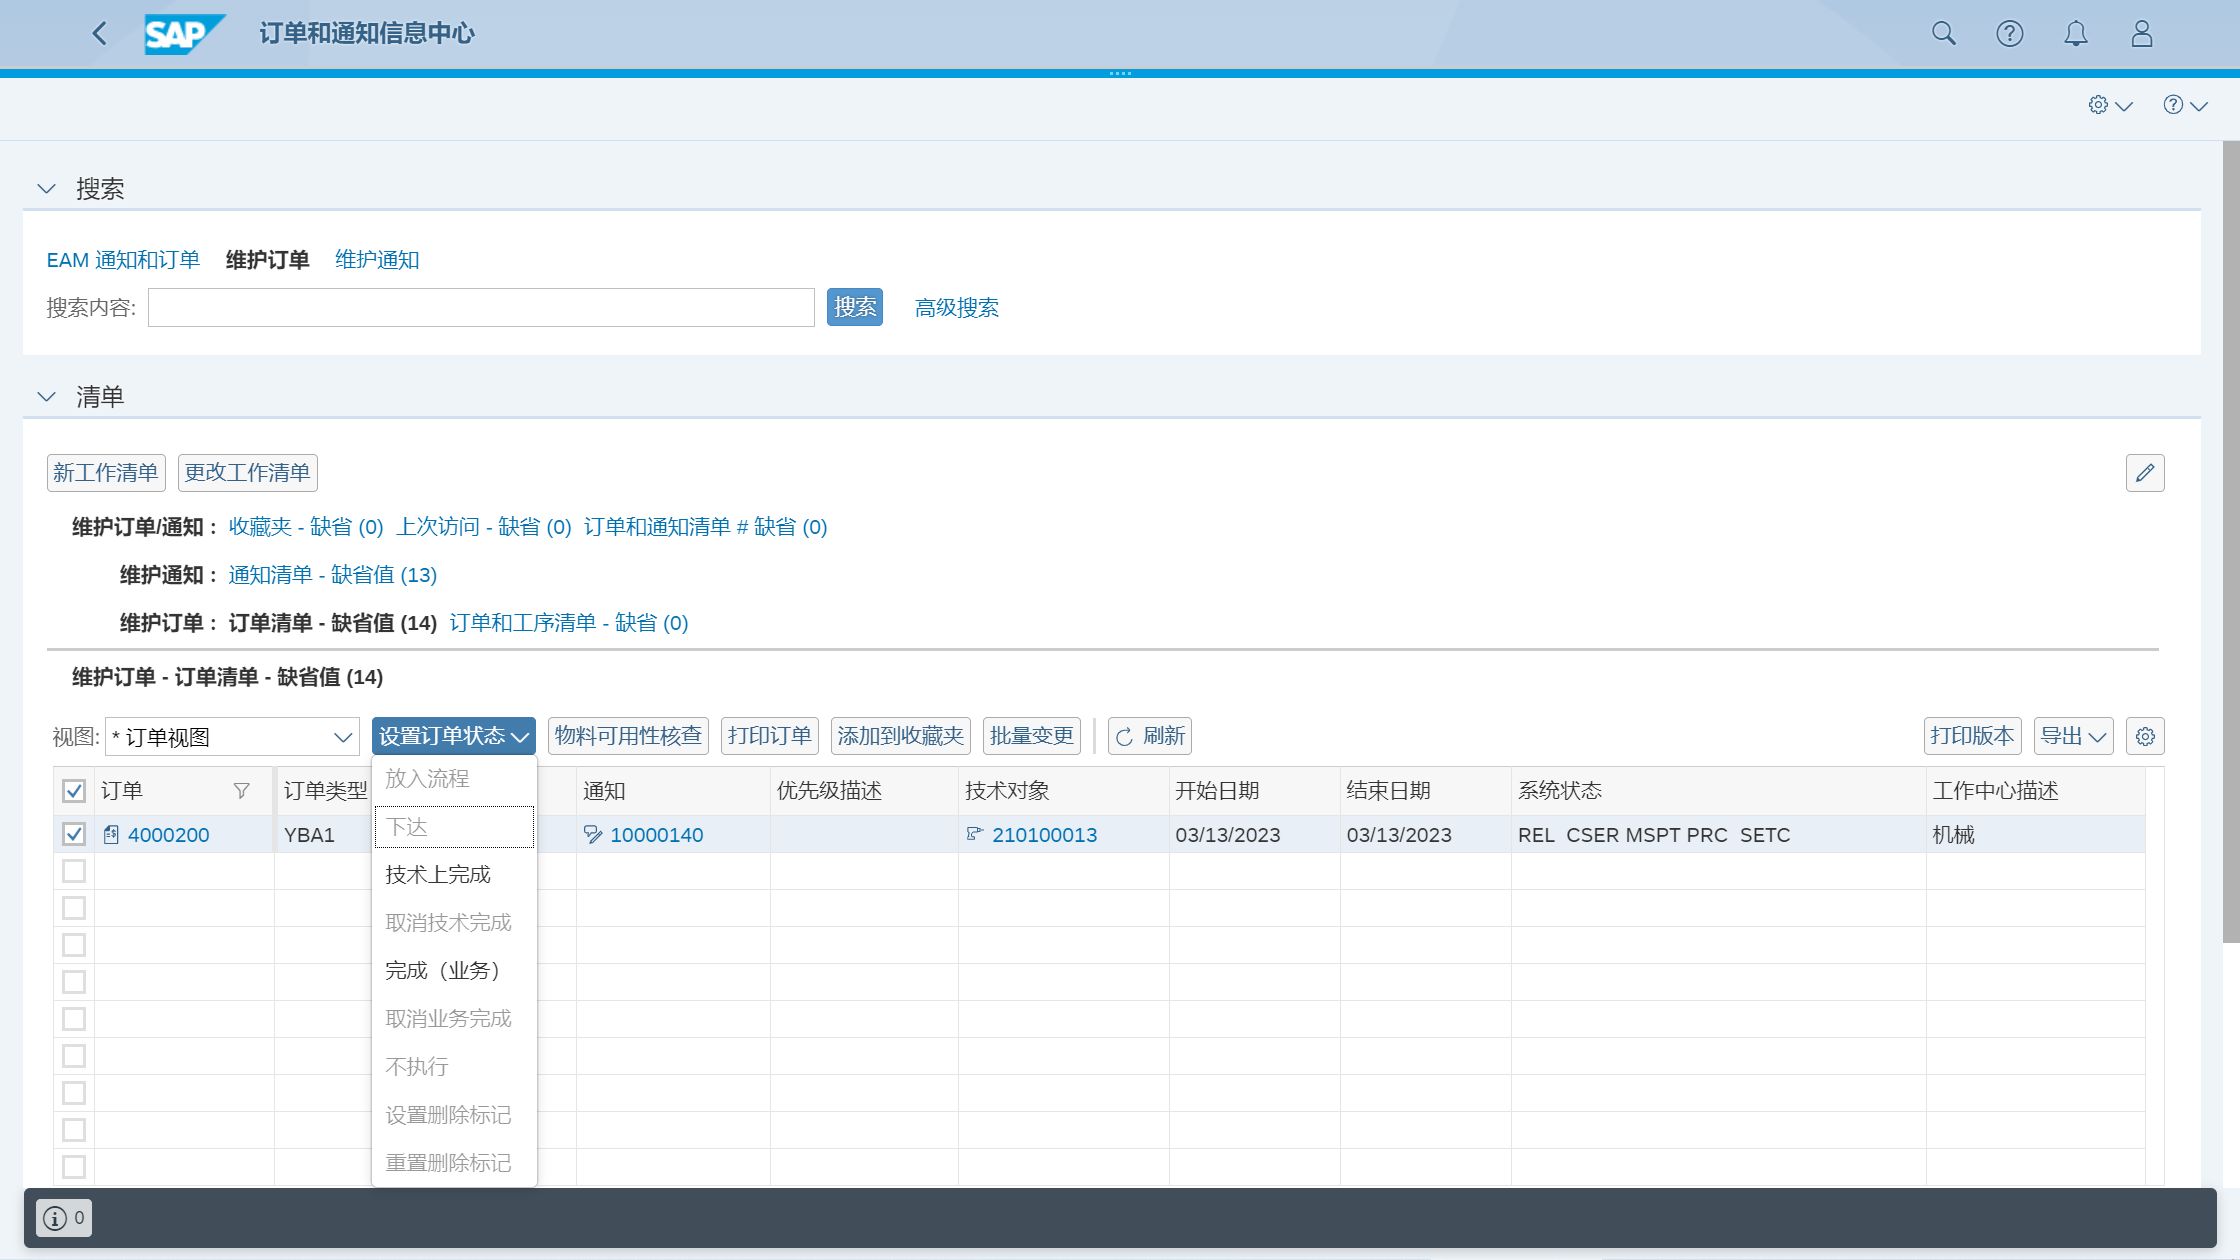 SAP 订单和通知信息中心
搜索
EAM 通知和订单 维护订单 维护通知
搜索内容: 搜索 高级搜索
清单
新工作清单 更改工作清单
维护订单/通知： 收藏夹 - 缺省 (0) 上次访问 - 缺省 (0) 订单和通知清单 # 缺省 (0)
维护通知： 通知清单 - 缺省值 (13)
维护订单： 订单清单 - 缺省值 (14) 订单和工序清单 - 缺省 (0)
维护订单 - 订单清单 - 缺省值 (14)
视图: * 订单视图 设置订单状态 物料可用性核查 打印订单 添加到收藏夹 批量变更 刷新 打印版本 导出
订单 订单类型 通知 优先级描述 技术对象 开始日期 结束日期 系统状态 工作中心描述
4000200 YBA1 10000140 210100013 03/13/2023 03/13/2023 REL CSER MSPT PRC SETC 机械
放入流程
下达
技术上完成
取消技术完成
完成（业务）
取消业务完成
不执行
设置删除标记
重置删除标记
0